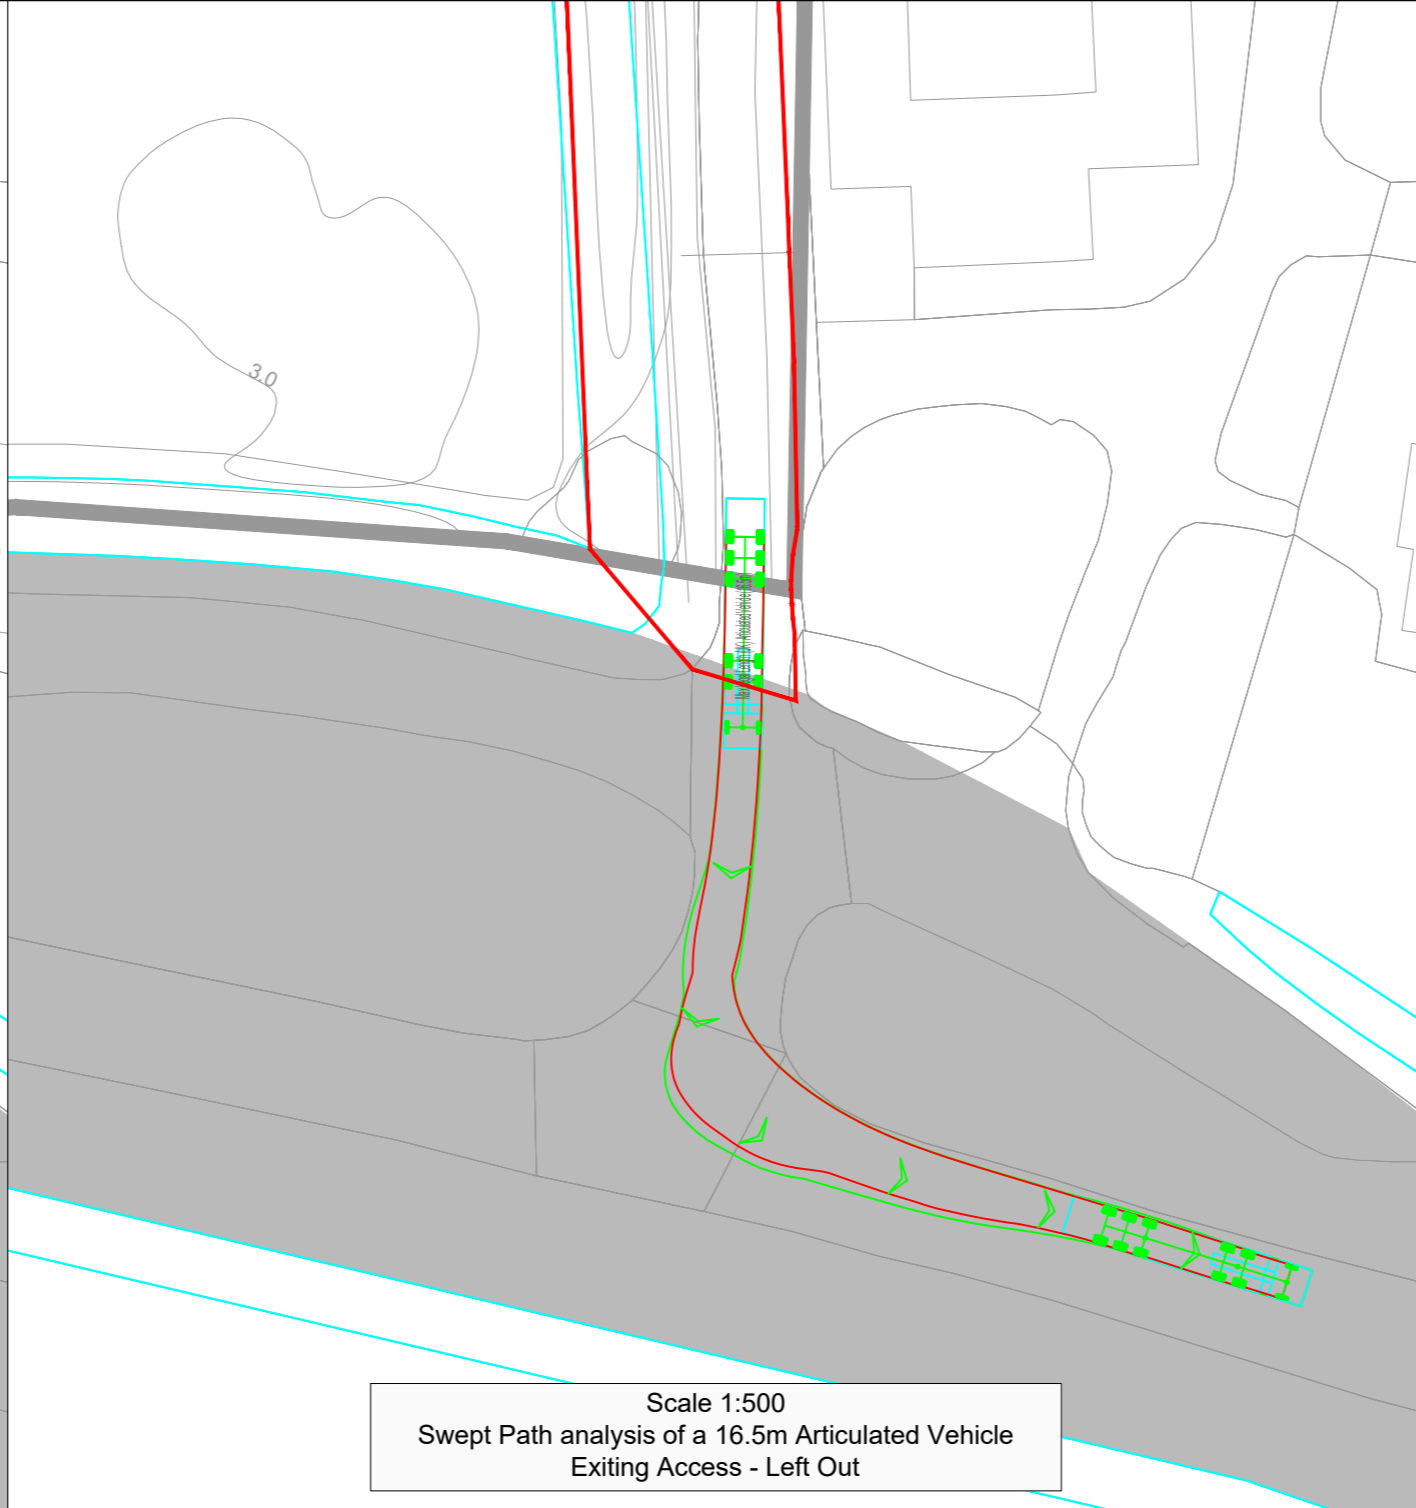 3.0
Scale 1:500
Swept Path analysis of a 16.5m Articulated Vehicle
Exiting Access - Left Out